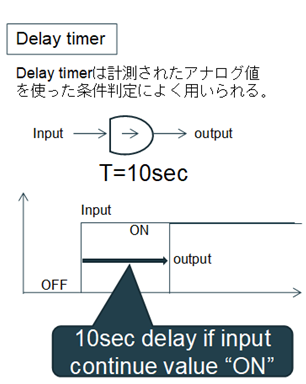 Delay timer
Delay timerは計測されたアナログ値
を使った条件判定によく用いられる。
Input
output
T=10sec
Input
ON
output
OFF
10sec delay if input
continue value “ON”